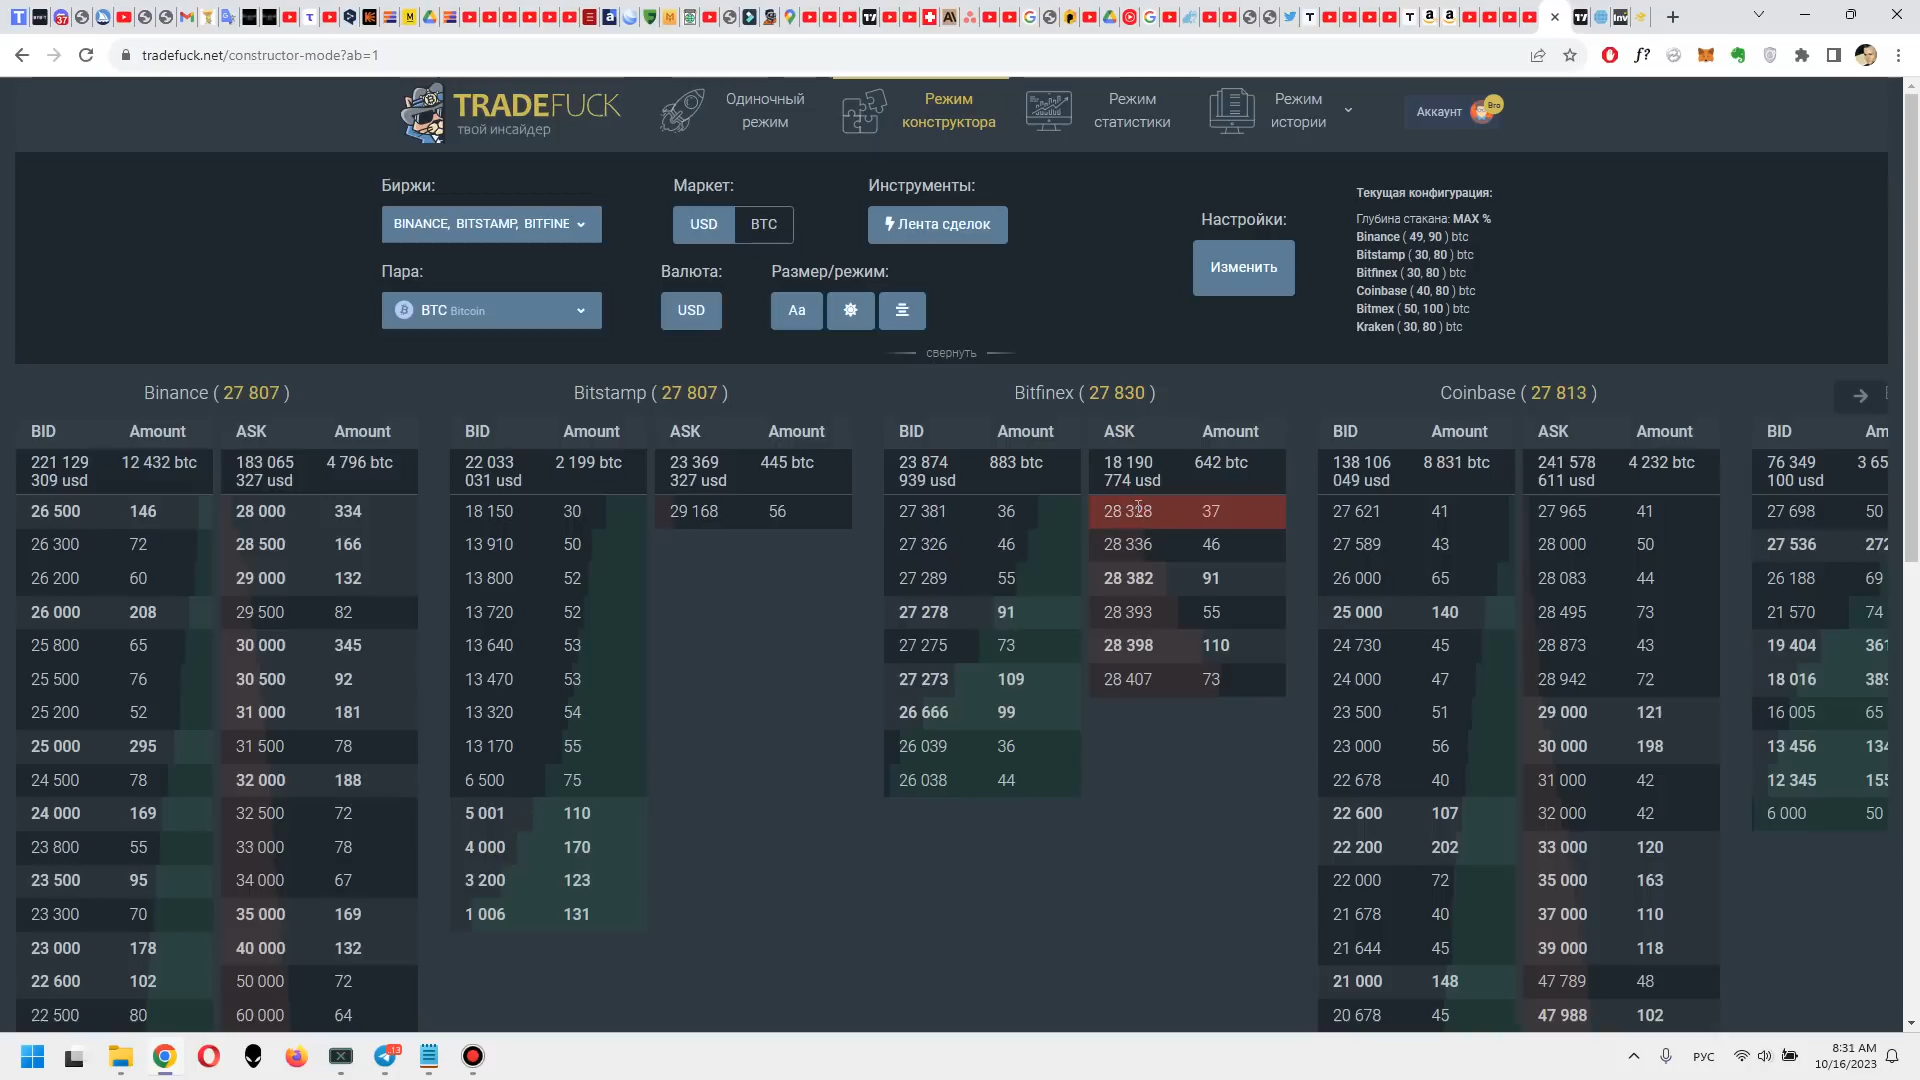 tradefuck.net/constructor-mode?ab=1
TRADEFUCK
твой инсайдер
Одиночный режим
Режим конструктора
Режим статистики
Режим истории
Аккаунт
Bro
Биржи:
BINANCE, BITSTAMP, BITFINE
Маркет:
USD BTC
Инструменты:
Лента сделок
Пара:
BTC Bitcoin
Валюта:
USD
Размер/режим:
Aa
Настройки:
Изменить
Текущая конфигурация:
Глубина стакана: MAX %
Binance ( 49, 90 ) btc
Bitstamp ( 30, 80 ) btc
Bitfinex ( 30, 80 ) btc
Coinbase ( 40, 80 ) btc
Bitmex ( 50, 100 ) btc
Kraken ( 30, 80 ) btc
свернуть
Binance ( 27 807 )
BID Amount ASK Amount
221 129 309 usd 12 432 btc 183 065 327 usd 4 796 btc
26 500 146 28 000 334
26 300 72 28 500 166
26 200 60 29 000 132
26 000 208 29 500 82
25 800 65 30 000 345
25 500 76 30 500 92
25 200 52 31 000 181
25 000 295 31 500 78
24 500 78 32 000 188
24 000 169 32 500 72
23 800 55 33 000 78
23 500 95 34 000 67
23 300 70 35 000 169
23 000 178 40 000 132
22 600 102 50 000 72
22 500 80 60 000 64
Bitstamp ( 27 807 )
BID Amount ASK Amount
22 033 031 usd 2 199 btc 23 369 327 usd 445 btc
18 150 30 29 168 56
13 910 50
13 800 52
13 720 52
13 640 53
13 470 53
13 320 54
13 170 55
6 500 75
5 001 110
4 000 170
3 200 123
1 006 131
Bitfinex ( 27 830 )
BID Amount ASK Amount
23 874 939 usd 883 btc 18 190 774 usd 642 btc
27 381 36 28 328 37
27 326 46 28 336 46
27 289 55 28 382 91
27 278 91 28 393 55
27 275 73 28 398 110
27 273 109 28 407 73
26 666 99
26 039 36
26 038 44
Coinbase ( 27 813 )
BID Amount ASK Amount
138 106 049 usd 8 831 btc 241 578 611 usd 4 232 btc
27 621 41 27 965 41
27 589 43 28 000 50
26 000 65 28 083 44
25 000 140 28 495 73
24 730 45 28 873 43
24 000 47 28 942 72
23 500 51 29 000 121
23 000 56 30 000 198
22 678 40 31 000 42
22 600 107 32 000 42
22 200 202 33 000 120
22 000 72 35 000 163
21 678 40 37 000 110
21 644 45 39 000 118
21 000 148 47 789 48
20 678 45 47 988 102
BID Am
76 349 100 usd 3 65
27 698 50
27 536 272
26 188 69
21 570 74
19 404 361
18 016 389
16 005 65
13 456 134
12 345 155
6 000 50
РУС
8:31 AM
10/16/2023